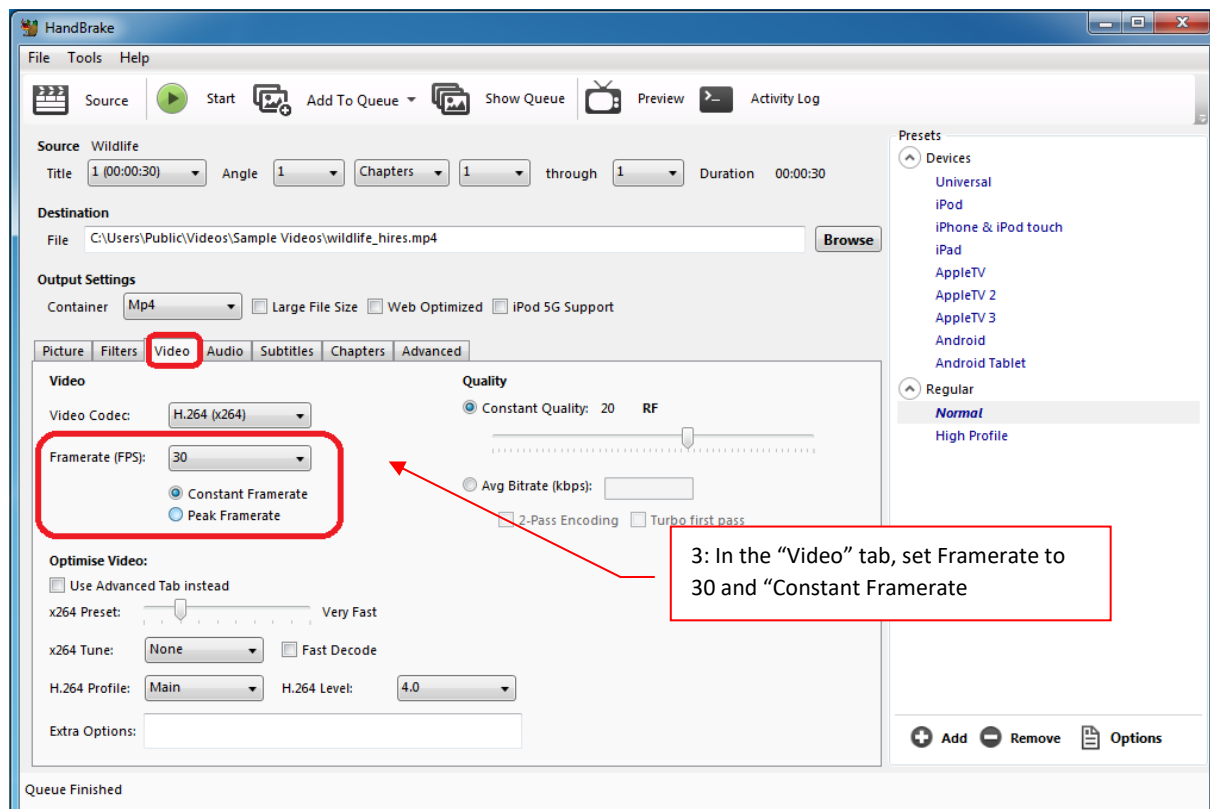 HandBrake
File Tools Help
Source Start Add To Queue Show Queue Preview Activity Log
Source Wildlife
Title 1 (00:00:30) Angle 1 Chapters 1 through 1 Duration 00:00:30
Destination
File C:\Users\Public\Videos\Sample Videos\wildlife_hires.mp4 Browse
Output Settings
Container Mp4 Large File Size Web Optimized iPod 5G Support
Picture Filters Video Audio Subtitles Chapters Advanced
Video
Video Codec: H.264 (x264)
Framerate (FPS): 30
Constant Framerate
Peak Framerate
Quality
Constant Quality: 20 RF
Avg Bitrate (kbps):
2-Pass Encoding Turbo first pass
3: In the “Video” tab, set Framerate to
30 and “Constant Framerate
Optimise Video:
Use Advanced Tab instead
x264 Preset: Very Fast
x264 Tune: None Fast Decode
H.264 Profile: Main H.264 Level: 4.0
Extra Options:
Presets
Devices
Universal
iPod
iPhone & iPod touch
iPad
AppleTV
AppleTV 2
AppleTV 3
Android
Android Tablet
Regular
Normal
High Profile
Add Remove Options
Queue Finished